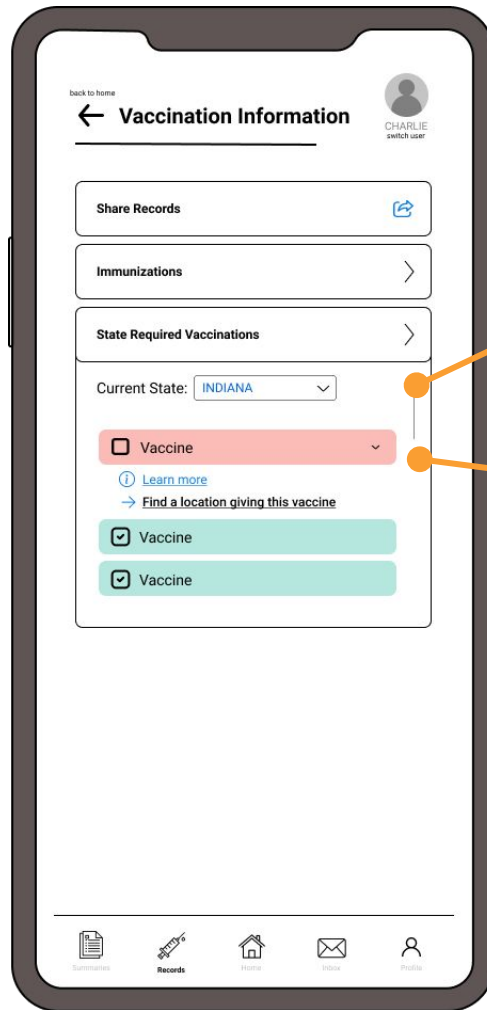 back to home
Vaccination Information
CHARLIE
switch user
Share Records
Immunizations
State Required Vaccinations
Current State: INDIANA
Vaccine
i Learn more
Find a location giving this vaccine
Vaccine
Vaccine
Summaries Records Home Inbox Profile